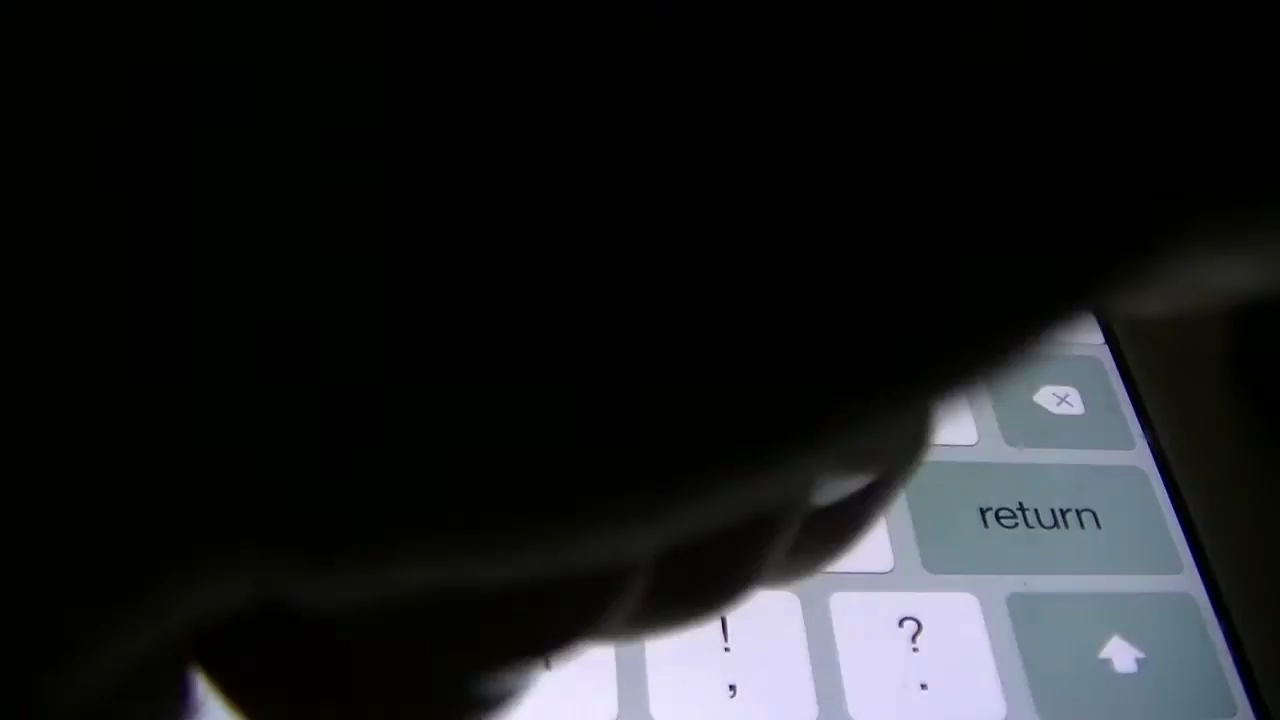 return
! ?
, .